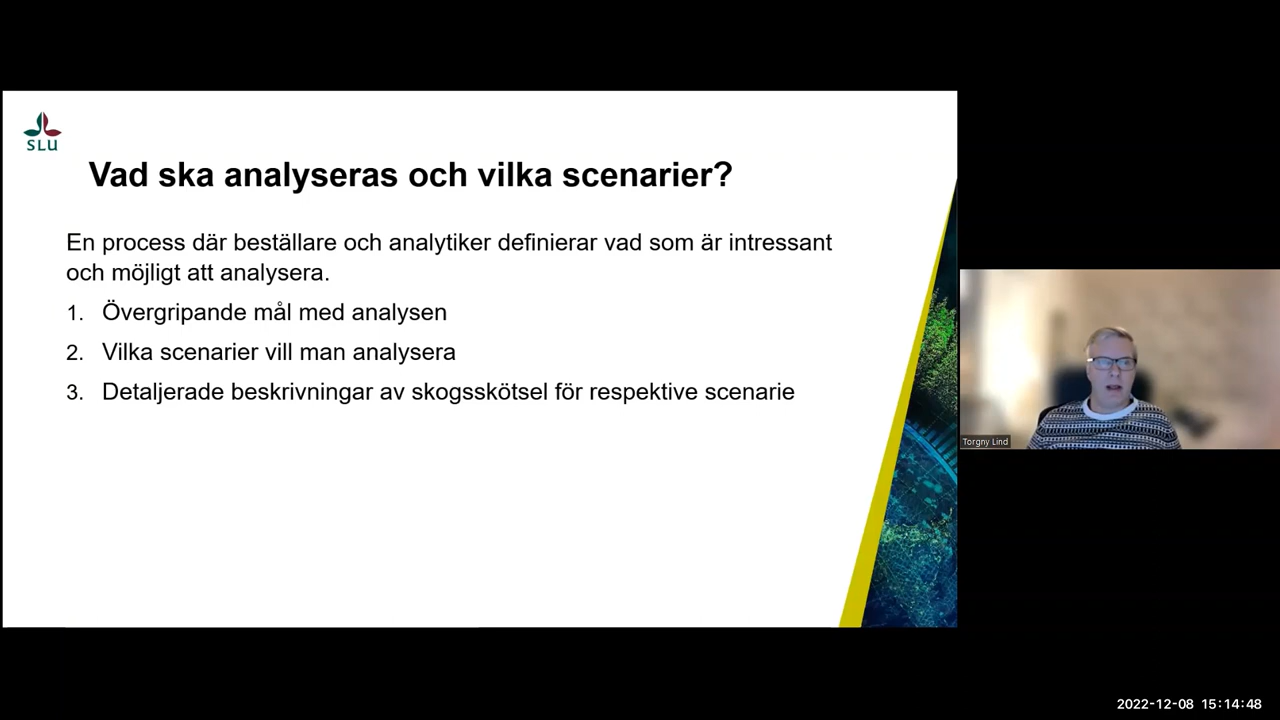 SLU
Vad ska analyseras och vilka scenarier?
En process där beställare och analytiker definierar vad som är intressant
och möjligt att analysera.
1. Övergripande mål med analysen
2. Vilka scenarier vill man analysera
3. Detaljerade beskrivningar av skogsskötsel för respektive scenarie
Torgny Lind
2022-12-08 15:14:48